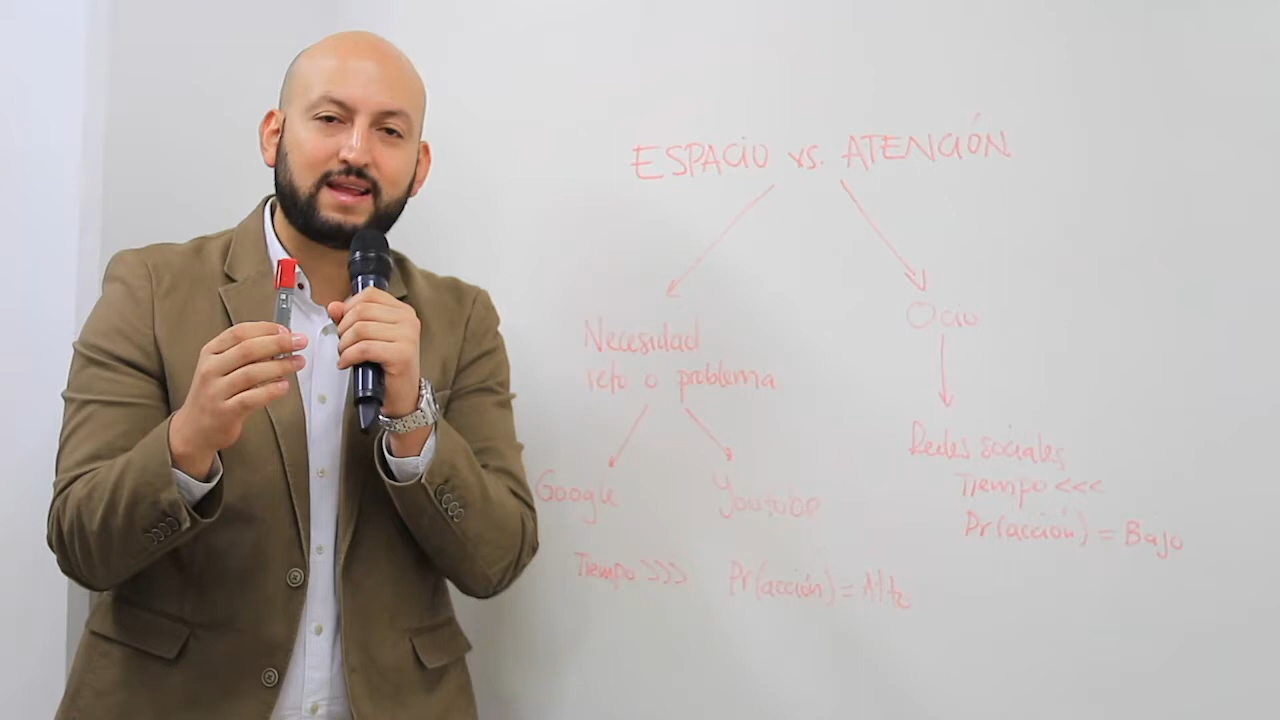 ESPACIO vs. ATENCIÓN
Necesidad
reto o problema
Ocio
Google
Youtube
Redes sociales
Tiempo <<<
Pr(acción) = Bajo
Tiempo >>>
Pr(acción) = Alta